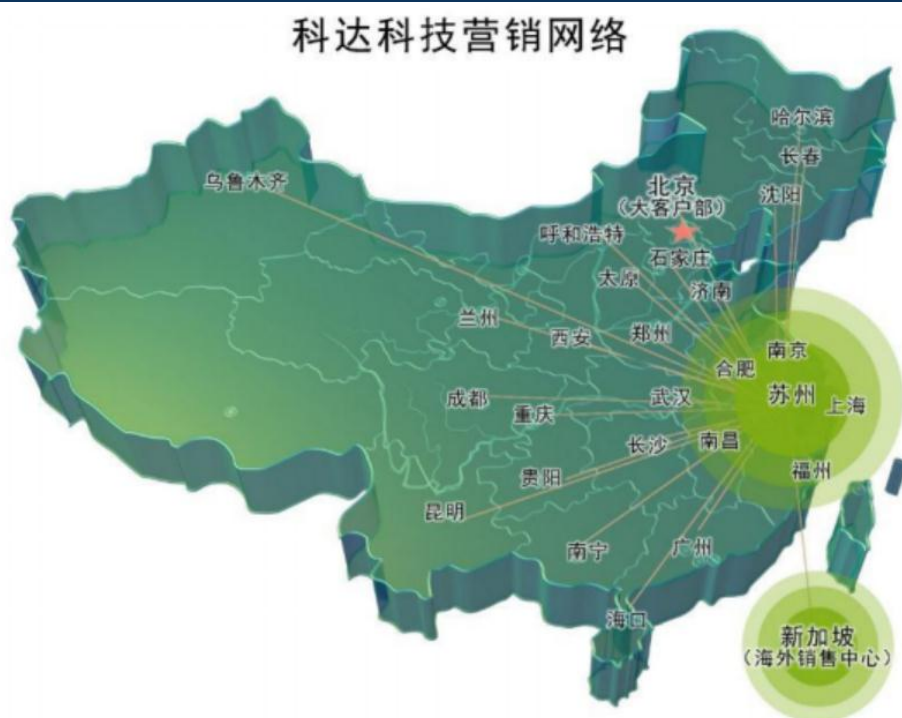 科达科技营销网络
哈尔滨
长春
乌鲁木齐
北京
（大客户部）
沈阳
呼和浩特
石家庄
太原
济南
兰州
西安
郑州
南京
合肥
成都
重庆
武汉
苏州
上海
长沙
南昌
贵阳
福州
昆明
南宁
广州
海口
新加坡
（海外销售中心）